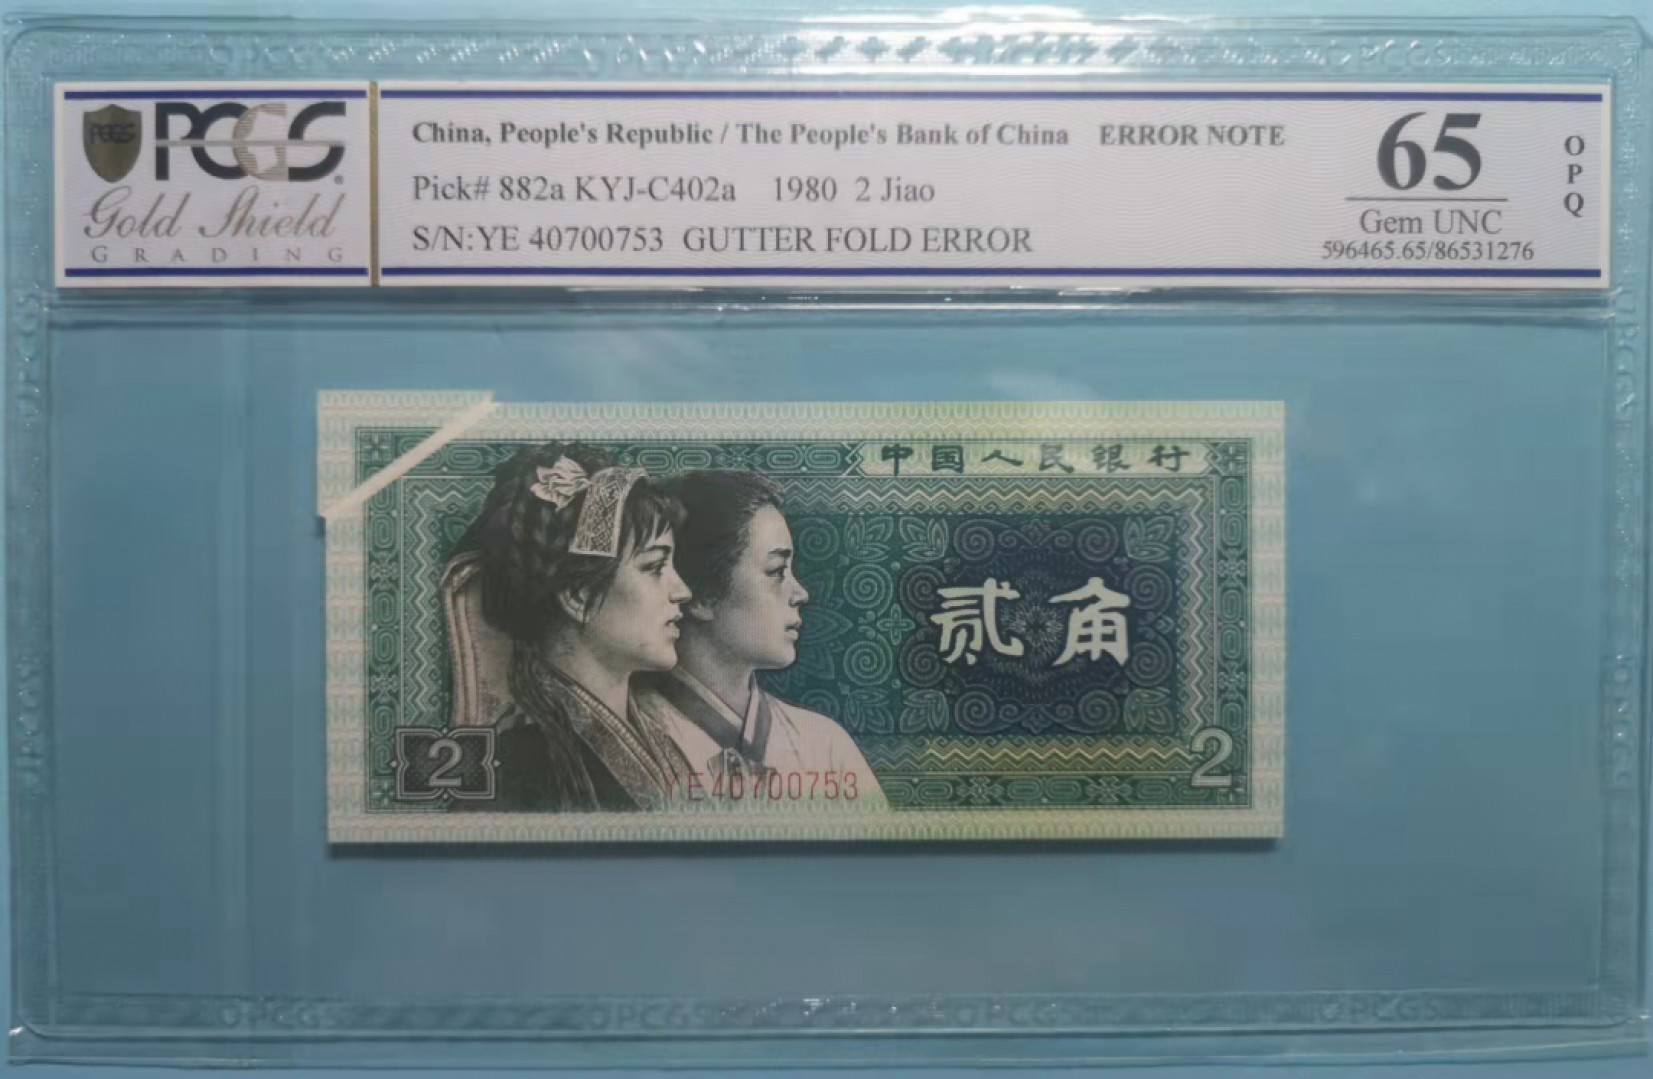 PCGS
PCGS
Gold Shield
GRADING
China, People's Republic / The People's Bank of China ERROR NOTE
Pick# 882a KYJ-C402a 1980 2 Jiao
S/N:YE 40700753 GUTTER FOLD ERROR
65
Gem UNC
596465.65/86531276
OPQ
中国人民银行
贰角
2
2
YE40700753